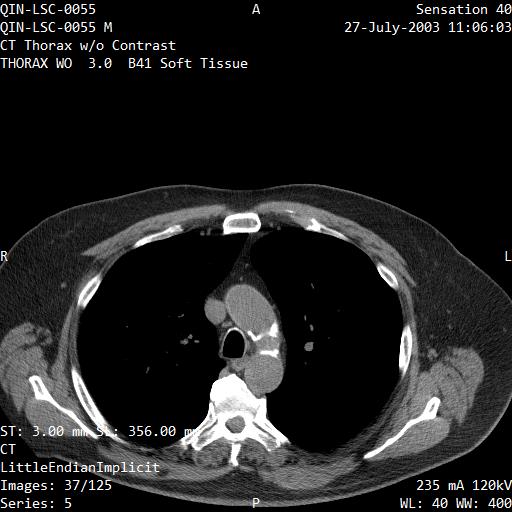 QIN-LSC-0055 A Sensation 40
QIN-LSC-0055 M 27-July-2003 11:06:03
CT Thorax w/o Contrast
THORAX WO 3.0 B41 Soft Tissue
R L
ST: 3.00 mm SL: 356.00 mm
CT
LittleEndianImplicit
Images: 37/125 235 mA 120kV
Series: 5 P WL: 40 WW: 400